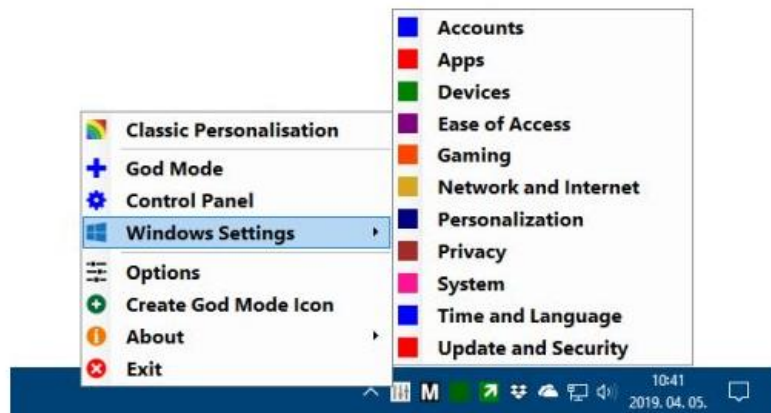 Classic Personalisation
God Mode
Control Panel
Windows Settings
Options
Create God Mode Icon
About
Exit
Accounts
Apps
Devices
Ease of Access
Gaming
Network and Internet
Personalization
Privacy
System
Time and Language
Update and Security
M
10:41
2019. 04. 05.